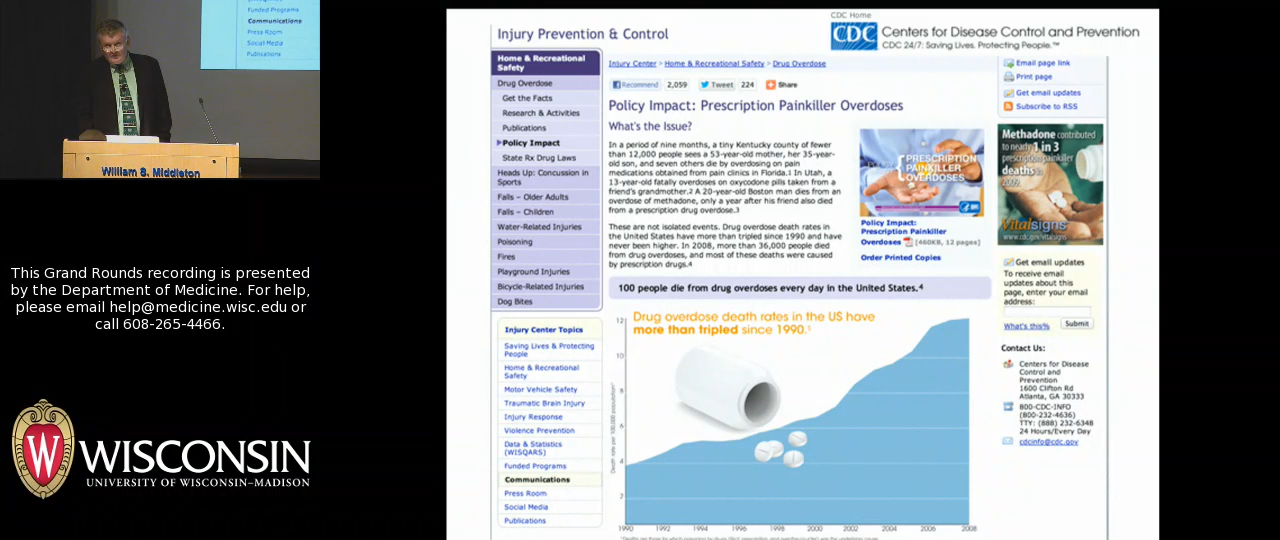 Funded Programs
Communications
Press Room
Social Media
Publications
William S. Middleton
This Grand Rounds recording is presented
by the Department of Medicine. For help,
please email help@medicine.wisc.edu or
call 608-265-4466.
W
WISCONSIN
UNIVERSITY OF WISCONSIN–MADISON
CDC Home
Injury Prevention & Control
CDC
Centers for Disease Control and Prevention
CDC 24/7: Saving Lives. Protecting People.™
Home & Recreational
Safety
Drug Overdose
Get the Facts
Research & Activities
Publications
Policy Impact
State Rx Drug Laws
Heads Up: Concussion in
Sports
Falls – Older Adults
Falls – Children
Water-Related Injuries
Poisoning
Fires
Playground Injuries
Bicycle-Related Injuries
Dog Bites
Injury Center Topics
Saving Lives & Protecting
People
Home & Recreational
Safety
Motor Vehicle Safety
Traumatic Brain Injury
Injury Response
Violence Prevention
Data & Statistics
(WISQARS)
Funded Programs
Communications
Press Room
Social Media
Publications
Injury Center > Home & Recreational Safety > Drug Overdose
Recommend 2,059 Tweet 224 Share
Policy Impact: Prescription Painkiller Overdoses
What's the Issue?
In a period of nine months, a tiny Kentucky county of fewer
than 12,000 people sees a 53-year-old mother, her 35-year-
old son, and seven others die by overdosing on pain
medications obtained from pain clinics in Florida.1 In Utah, a
13-year-old fatally overdoses on oxycodone pills taken from a
friend's grandmother.2 A 20-year-old Boston man dies from an
overdose of methadone, only a year after his friend also died
from a prescription drug overdose.3
These are not isolated events. Drug overdose death rates in
the United States have more than tripled since 1990 and have
never been higher. In 2008, more than 36,000 people died
from drug overdoses, and most of these deaths were caused
by prescription drugs.4
PRESCRIPTION
PAINKILLER
OVERDOSES
Policy Impact:
Prescription Painkiller
Overdoses [460KB, 12 pages]
Order Printed Copies
100 people die from drug overdoses every day in the United States.4
Drug overdose death rates in the US have
more than tripled since 1990.5
Death rate per 100,000 population
12
10
8
6
4
2
1990 1992 1994 1996 1998 2000 2002 2004 2006 2008
Email page link
Print page
Get email updates
Subscribe to RSS
Methadone contributed
to nearly 1 in 3
prescription painkiller
deaths in
2009.
Vitalsigns
www.cdc.gov/vitalsigns
Get email updates
To receive email
updates about this
page, enter your email
address:
What's this? Submit
Contact Us:
Centers for Disease
Control and
Prevention
1600 Clifton Rd
Atlanta, GA 30333
800-CDC-INFO
(800-232-4636)
TTY: (888) 232-6348
24 Hours/Every Day
cdcinfo@cdc.gov